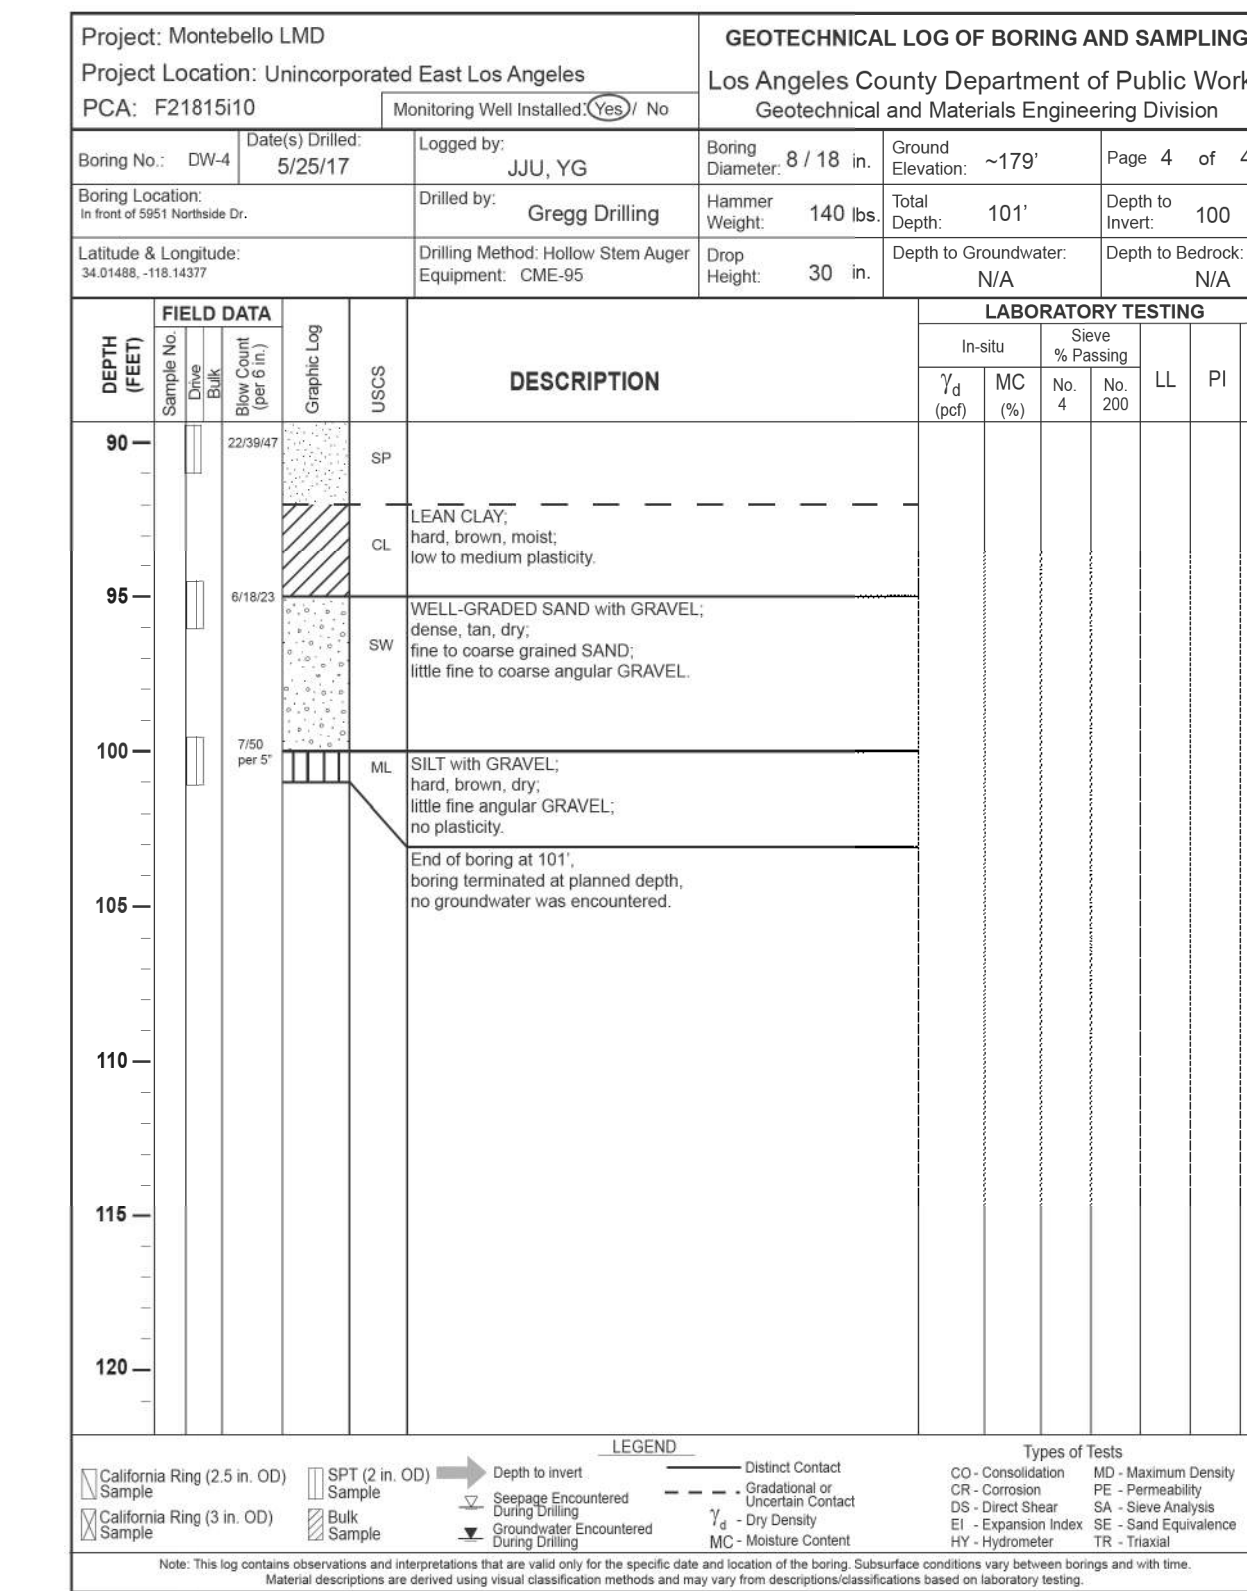 Project: Montebello LMD
Project Location: Unincorporated East Los Angeles
PCA: F21815i10
Monitoring Well Installed: Yes / No
GEOTECHNICAL LOG OF BORING AND SAMPLING
Los Angeles County Department of Public Work
Geotechnical and Materials Engineering Division
Boring No.: DW-4
Date(s) Drilled:
5/25/17
Logged by:
JJU, YG
Boring
Diameter: 8 / 18 in.
Ground
Elevation: ~179'
Page 4 of 4
Boring Location:
In front of 5951 Northside Dr.
Drilled by:
Gregg Drilling
Hammer
Weight: 140 lbs.
Total
Depth: 101'
Depth to
Invert: 100
Latitude & Longitude:
34.01488, -118.14377
Drilling Method: Hollow Stem Auger
Equipment: CME-95
Drop
Height: 30 in.
Depth to Groundwater:
N/A
Depth to Bedrock:
N/A
DEPTH
(FEET)
FIELD DATA
Sample No.
Drive
Bulk
Blow Count
(per 6 in.)
Graphic Log
USCS
DESCRIPTION
LABORATORY TESTING
In-situ
Sieve
% Passing
γd
(pcf)
MC
(%)
No.
4
No.
200
LL
PI
90
22/39/47
SP
LEAN CLAY;
hard, brown, moist;
low to medium plasticity.
CL
95
6/18/23
WELL-GRADED SAND with GRAVEL;
dense, tan, dry;
fine to coarse grained SAND;
little fine to coarse angular GRAVEL.
SW
100
7/50
per 5"
ML
SILT with GRAVEL;
hard, brown, dry;
little fine angular GRAVEL;
no plasticity.
End of boring at 101',
boring terminated at planned depth,
no groundwater was encountered.
105
110
115
120
LEGEND
California Ring (2.5 in. OD)
Sample
California Ring (3 in. OD)
Sample
SPT (2 in. OD)
Sample
Bulk
Sample
Depth to invert
Seepage Encountered
During Drilling
Groundwater Encountered
During Drilling
Distinct Contact
Gradational or
Uncertain Contact
γd - Dry Density
MC - Moisture Content
Types of Tests
CO - Consolidation
CR - Corrosion
DS - Direct Shear
EI - Expansion Index
HY - Hydrometer
MD - Maximum Density
PE - Permeability
SA - Sieve Analysis
SE - Sand Equivalence
TR - Triaxial
Note: This log contains observations and interpretations that are valid only for the specific date and location of the boring. Subsurface conditions vary between borings and with time.
Material descriptions are derived using visual classification methods and may vary from descriptions/classifications based on laboratory testing.